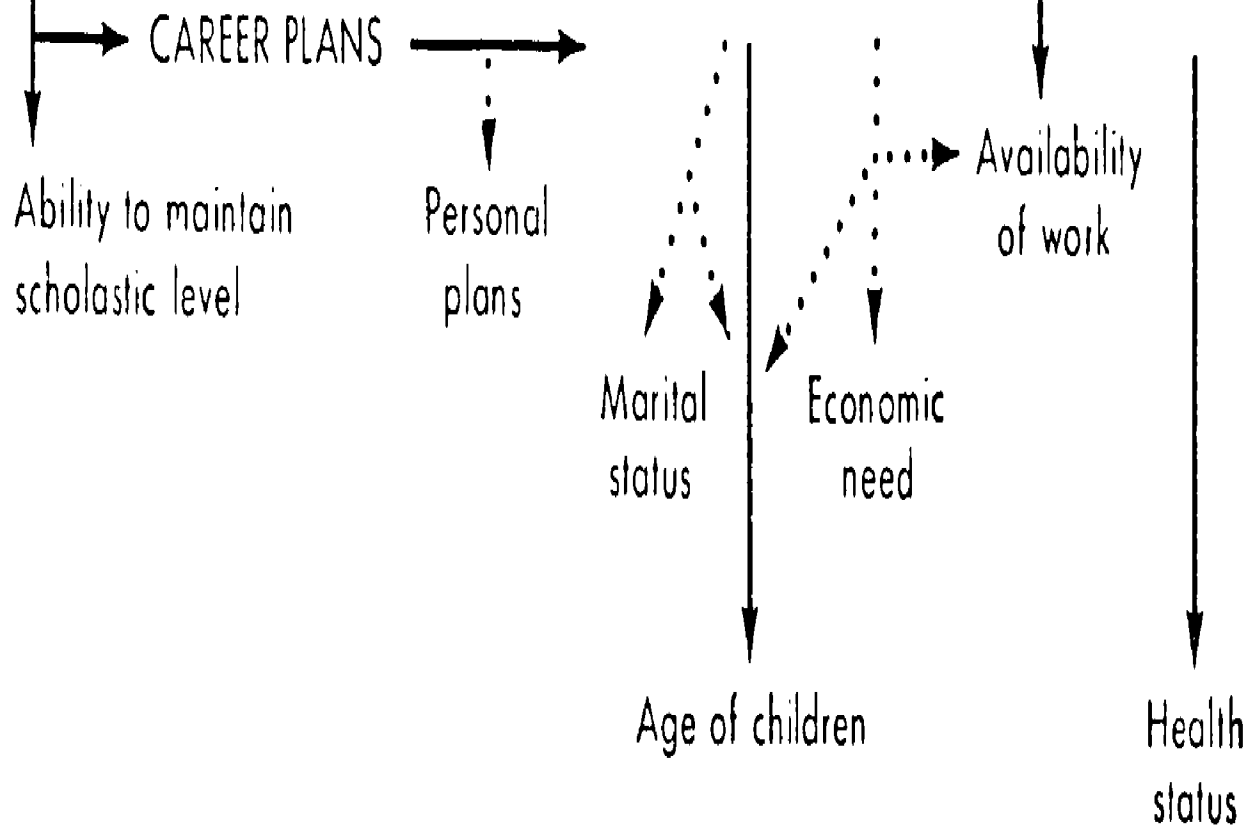 CAREER PLANS
Ability to maintain
scholastic level
Personal
plans
Availability
of work
Marital
status
Economic
need
Age of children
Health
status